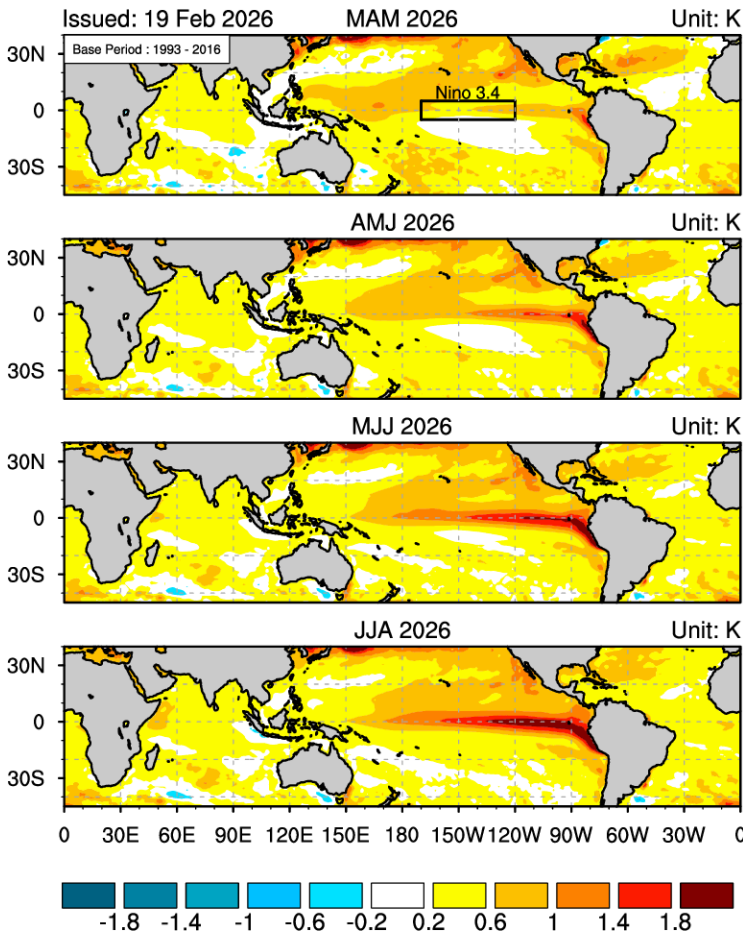 Issued: 19 Feb 2026 MAM 2026 Unit: K
Base Period : 1993 - 2016
30N
Nino 3.4
0
30S
AMJ 2026 Unit: K
30N
0
30S
MJJ 2026 Unit: K
30N
0
30S
JJA 2026 Unit: K
30N
0
30S
0 30E 60E 90E 120E 150E 180 150W 120W 90W 60W 30W 0
-1.8 -1.4 -1 -0.6 -0.2 0.2 0.6 1 1.4 1.8